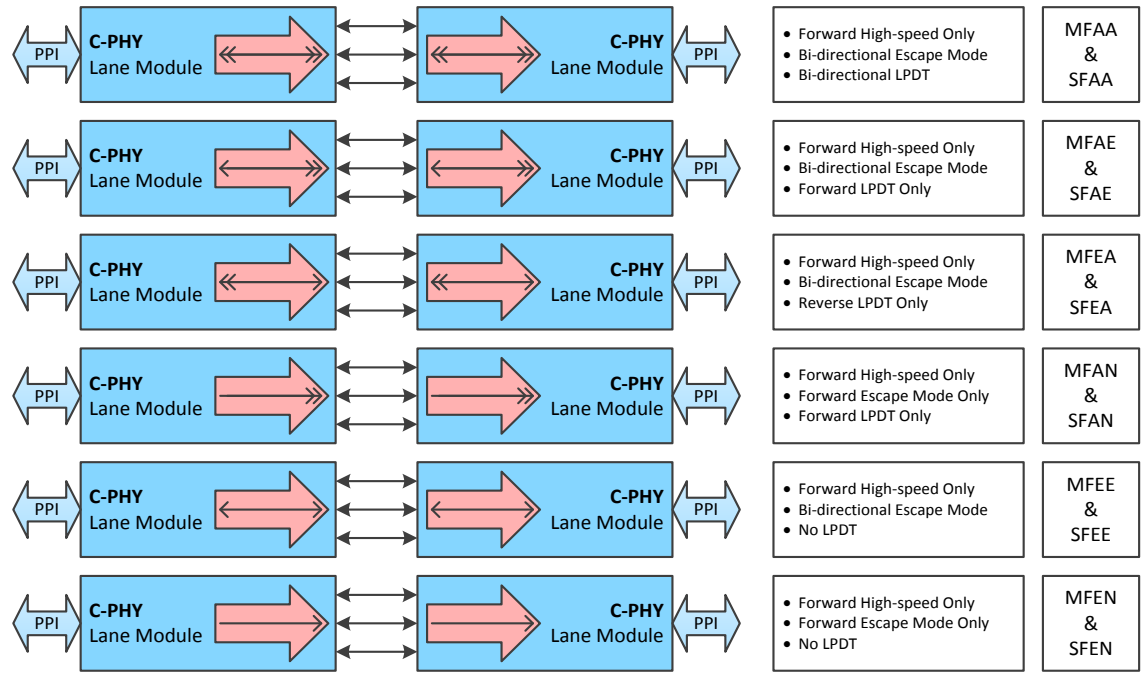 PPI
C-PHY
Lane Module
C-PHY
Lane Module
PPI
• Forward High-speed Only
• Bi-directional Escape Mode
• Bi-directional LPDT
MFAA
&
SFAA
PPI
C-PHY
Lane Module
C-PHY
Lane Module
PPI
• Forward High-speed Only
• Bi-directional Escape Mode
• Forward LPDT Only
MFAE
&
SFAE
PPI
C-PHY
Lane Module
C-PHY
Lane Module
PPI
• Forward High-speed Only
• Bi-directional Escape Mode
• Reverse LPDT Only
MFEA
&
SFEA
PPI
C-PHY
Lane Module
C-PHY
Lane Module
PPI
• Forward High-speed Only
• Forward Escape Mode Only
• Forward LPDT Only
MFAN
&
SFAN
PPI
C-PHY
Lane Module
C-PHY
Lane Module
PPI
• Forward High-speed Only
• Bi-directional Escape Mode
• No LPDT
MFEE
&
SFEE
PPI
C-PHY
Lane Module
C-PHY
Lane Module
PPI
• Forward High-speed Only
• Forward Escape Mode Only
• No LPDT
MFEN
&
SFEN